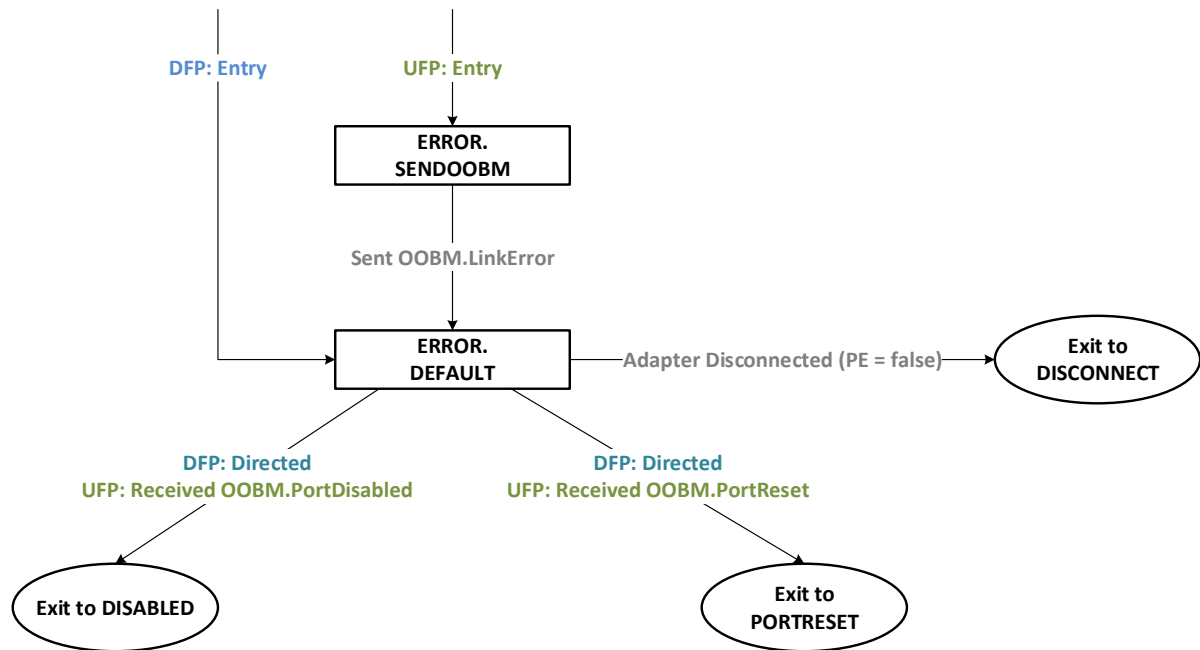 DFP: Entry
UFP: Entry
ERROR.
SENDOOBM
Sent OOBM.LinkError
ERROR.
DEFAULT
Adapter Disconnected (PE = false)
Exit to
DISCONNECT
DFP: Directed
UFP: Received OOBM.PortDisabled
DFP: Directed
UFP: Received OOBM.PortReset
Exit to DISABLED
Exit to
PORTRESET